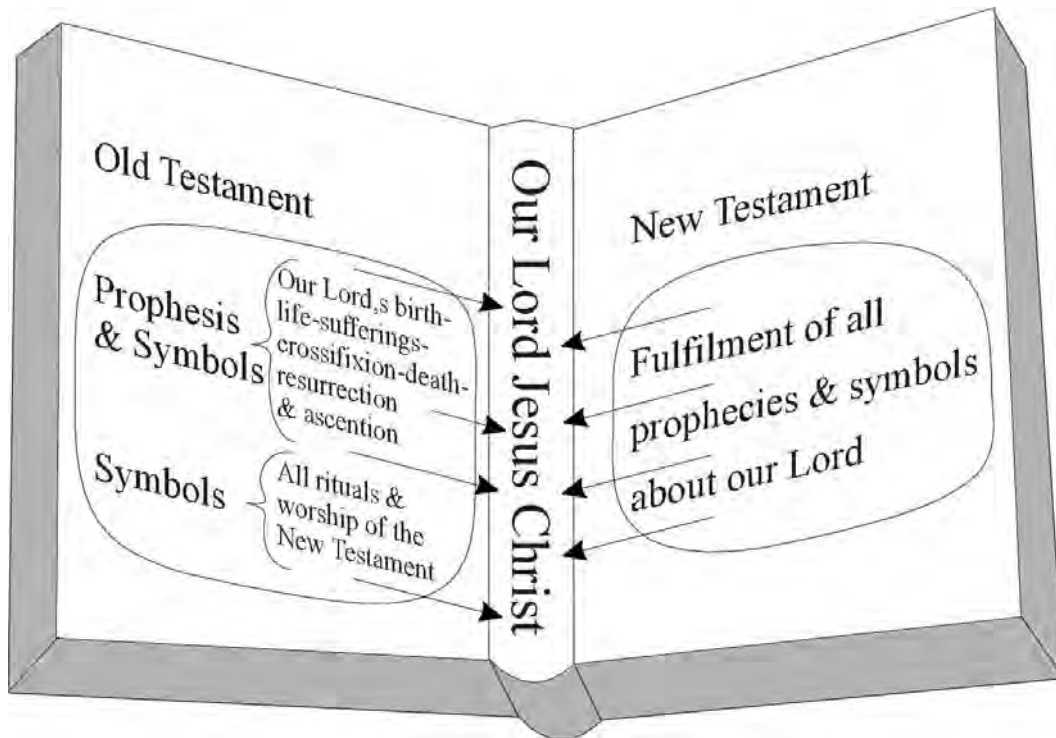 Old Testament
Prophesis
& Symbols
Our Lord,s birth-
life-sufferings-
crossifixion-death-
resurrection
& ascention
Symbols
All rituals &
worship of the
New Testament
Our Lord Jesus Christ
New Testament
Fulfilment of all
prophecies & symbols
about our Lord